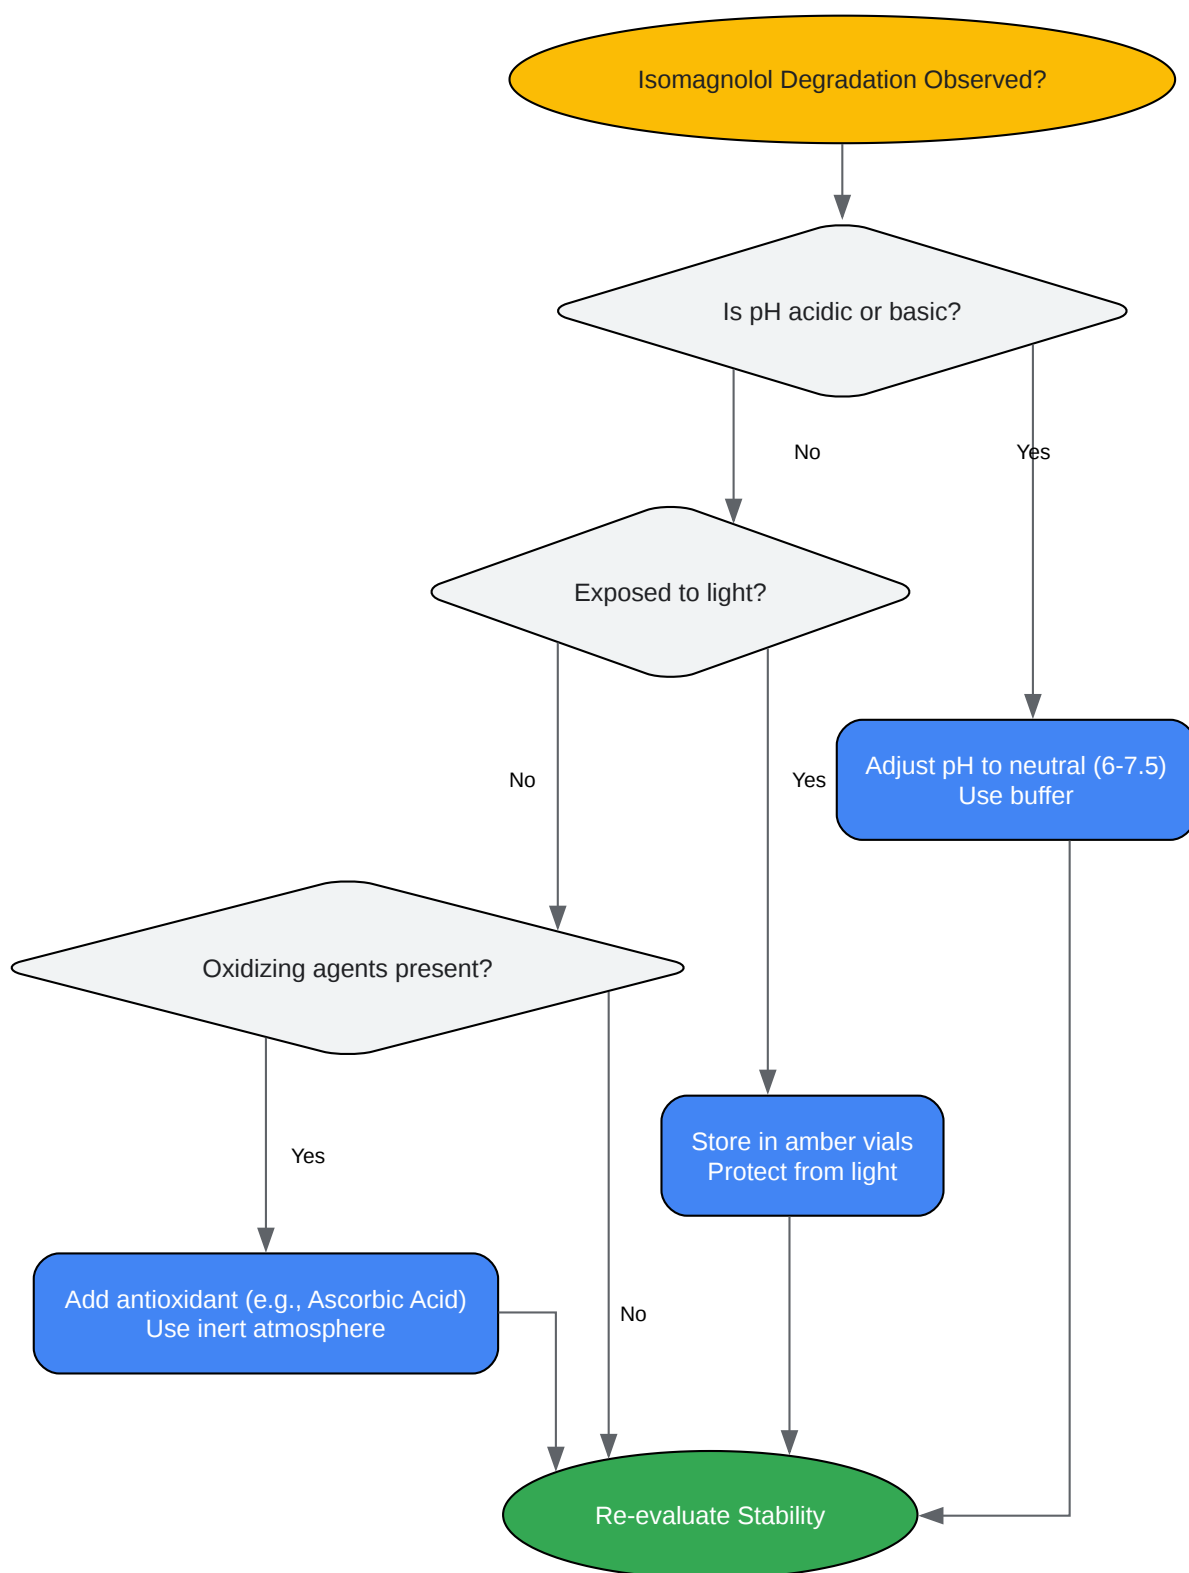 Isomagnolol Degradation Observed?
Is pH acidic or basic?
No
Yes
Exposed to light?
Adjust pH to neutral (6-7.5)
Use buffer
No
Yes
Oxidizing agents present?
Store in amber vials
Protect from light
Yes
Add antioxidant (e.g., Ascorbic Acid)
Use inert atmosphere
No
Re-evaluate Stability